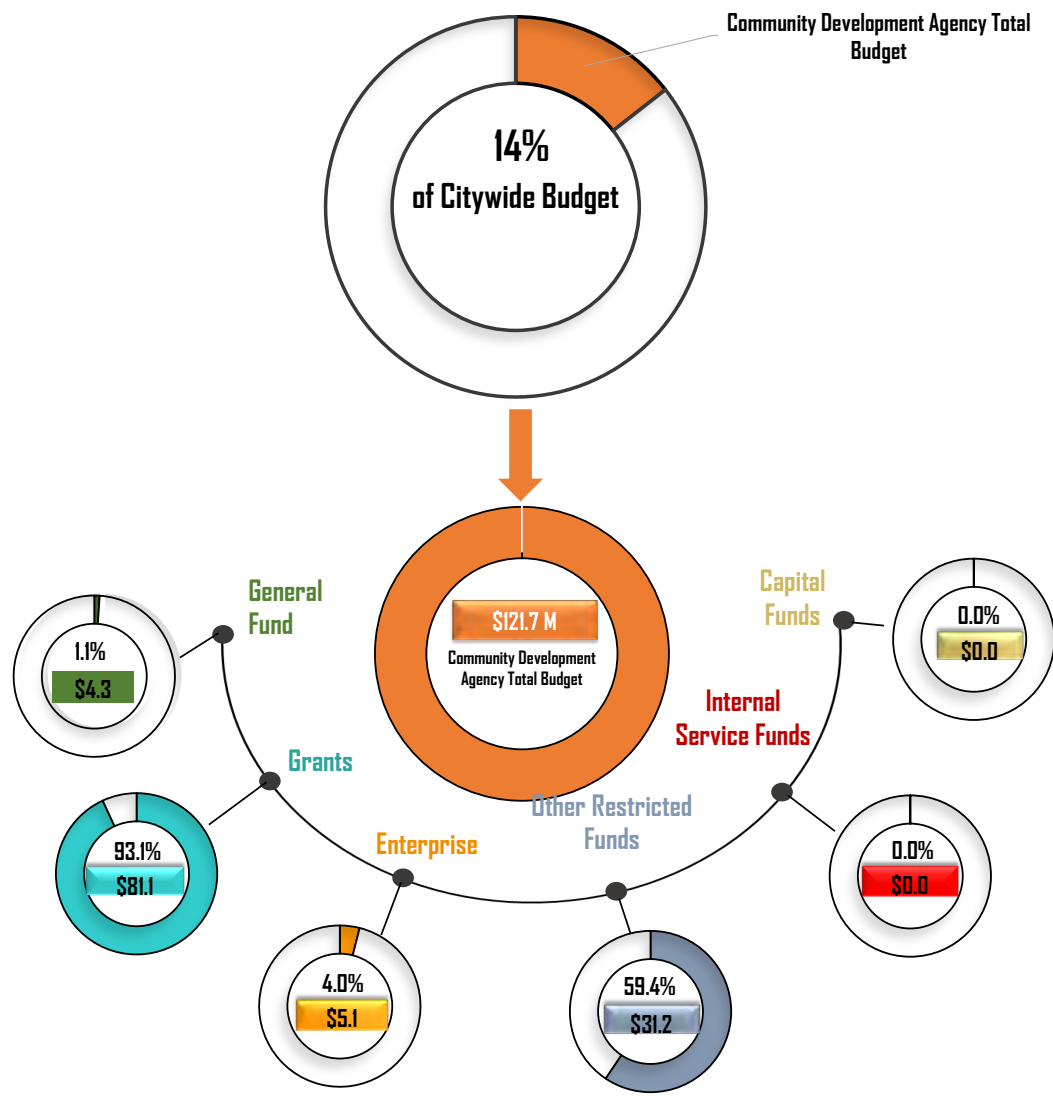 Community Development Agency Total
Budget
14%
of Citywide Budget
$121.7 M
Community Development
Agency Total Budget
General
Fund
1.1%
$4.3
Grants
93.1%
$81.1
Enterprise
4.0%
$5.1
Other Restricted
Funds
59.4%
$31.2
Internal
Service Funds
0.0%
$0.0
Capital
Funds
0.0%
$0.0